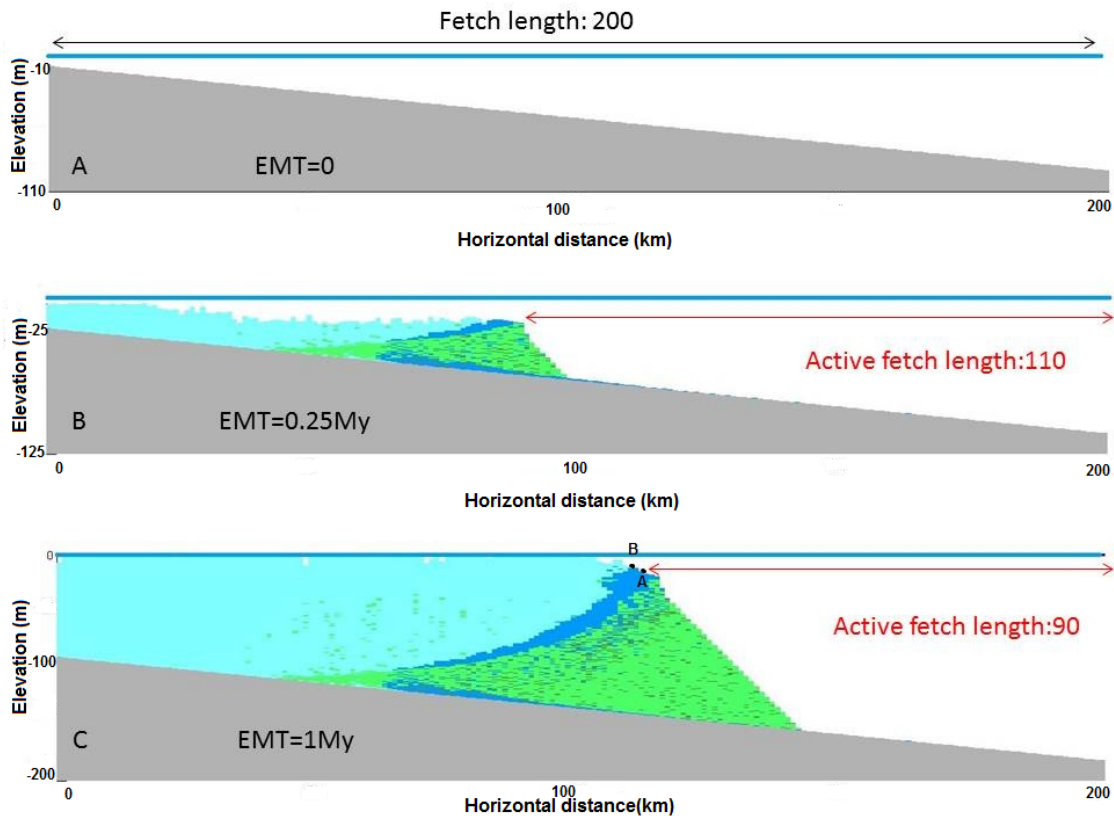 Fetch length: 200
Elevation (m)
-10
A
EMT=0
-110
0
100
200
Horizontal distance (km)
Elevation (m)
-25
Active fetch length:110
B
EMT=0.25My
-125
0
100
200
Horizontal distance (km)
Elevation (m)
0
B
A
-100
Active fetch length:90
C
EMT=1My
-200
0
100
200
Horizontal distance(km)